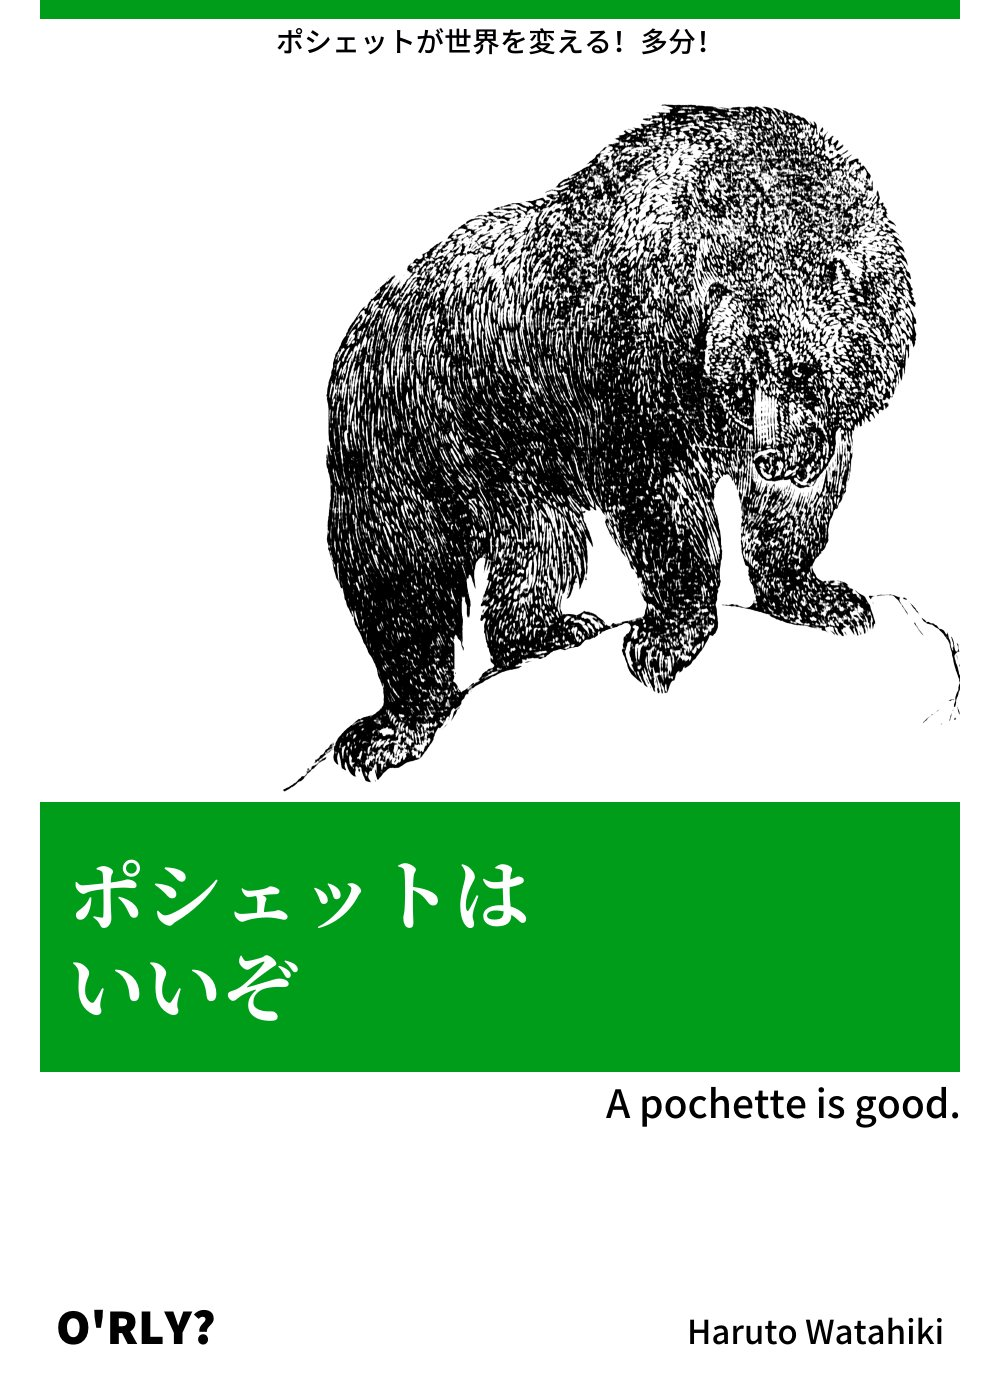 ポシェットが世界を変える！多分！
ポシェットは
いいぞ
A pochette is good.
O'RLY?
Haruto Watahiki